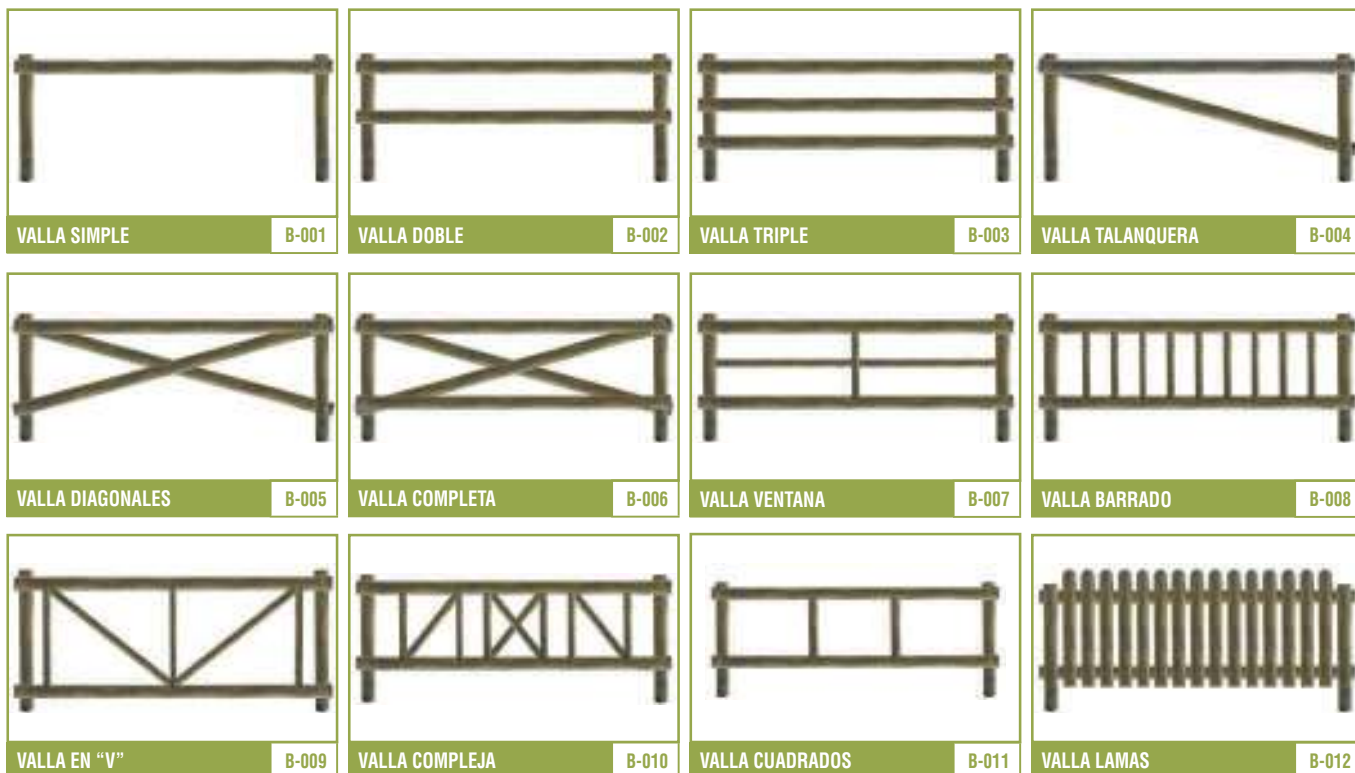 VALLA SIMPLE B-001
VALLA DOBLE B-002
VALLA TRIPLE B-003
VALLA TALANQUERA B-004
VALLA DIAGONALES B-005
VALLA COMPLETA B-006
VALLA VENTANA B-007
VALLA BARRADO B-008
VALLA EN “V” B-009
VALLA COMPLEJA B-010
VALLA CUADRADOS B-011
VALLA LAMAS B-012